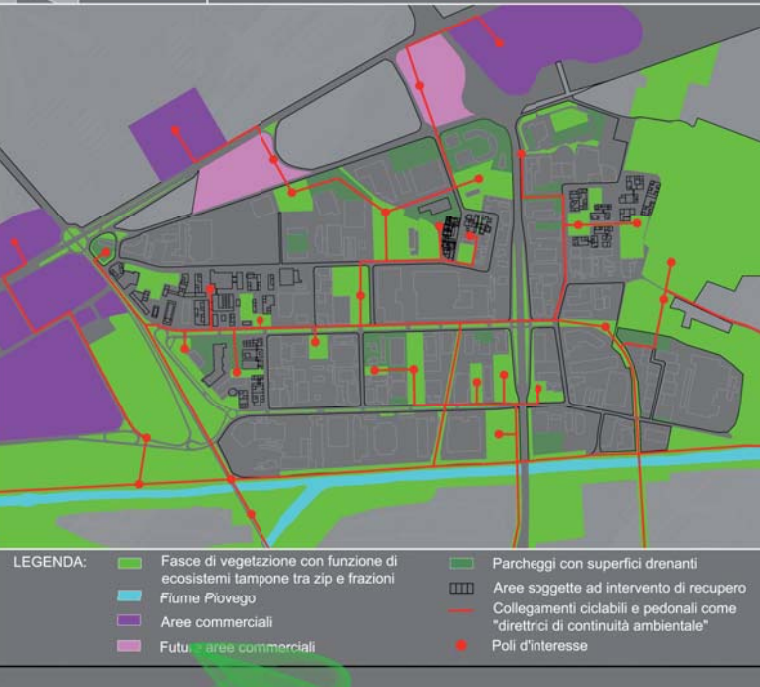 LEGENDA:
Fasce di vegetazione con funzione di
ecosistemi tampone tra zip e frazioni
Fiume Piovego
Aree commerciali
Future aree commerciali
Parcheggi con superfici drenanti
Aree soggette ad intervento di recupero
Collegamenti ciclabili e pedonali come
"direttrici di continuità ambientale"
Poli d'interesse